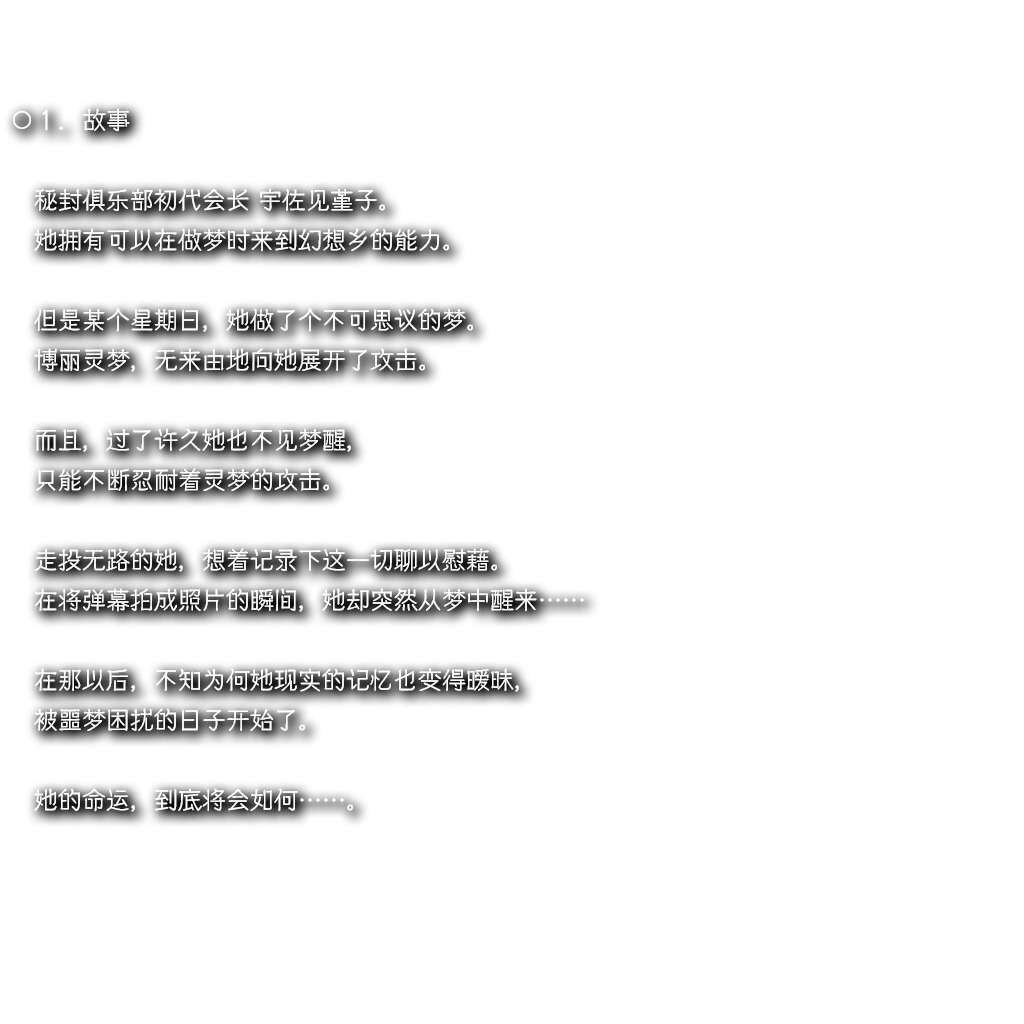 ○１．故事
秘封俱乐部初代会长 宇佐见堇子。
她拥有可以在做梦时来到幻想乡的能力。
但是某个星期日，她做了个不可思议的梦。
博丽灵梦，无来由地向她展开了攻击。
而且，过了许久她也不见梦醒，
只能不断忍耐着灵梦的攻击。
走投无路的她，想着记录下这一切聊以慰藉。
在将弹幕拍成照片的瞬间，她却突然从梦中醒来……
在那以后，不知为何她现实的记忆也变得暧昧，
被噩梦困扰的日子开始了。
她的命运，到底将会如何……。